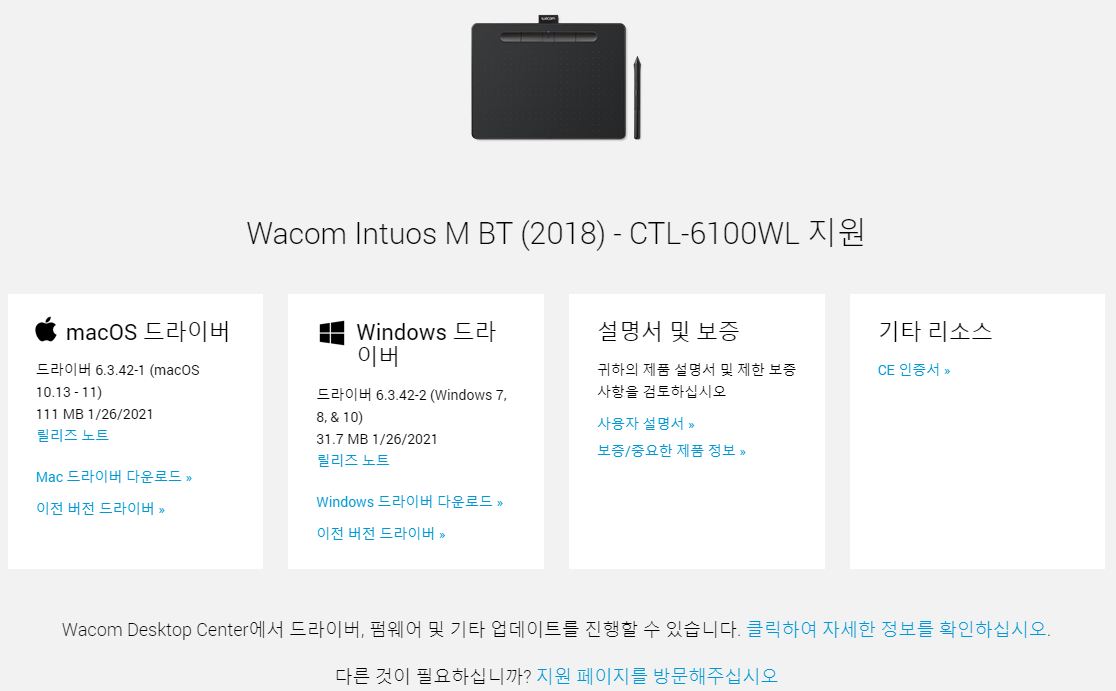 wacom
Wacom Intuos M BT (2018) - CTL-6100WL 지원
macOS 드라이버
드라이버 6.3.42-1 (macOS
10.13 - 11)
111 MB 1/26/2021
릴리즈 노트
Mac 드라이버 다운로드 »
이전 버전 드라이버 »
Windows 드라
이버
드라이버 6.3.42-2 (Windows 7,
8, & 10)
31.7 MB 1/26/2021
릴리즈 노트
Windows 드라이버 다운로드 »
이전 버전 드라이버 »
설명서 및 보증
귀하의 제품 설명서 및 제한 보증
사항을 검토하십시오
사용자 설명서 »
보증/중요한 제품 정보 »
기타 리소스
CE 인증서 »
Wacom Desktop Center에서 드라이버, 펌웨어 및 기타 업데이트를 진행할 수 있습니다. 클릭하여 자세한 정보를 확인하십시오.
다른 것이 필요하십니까? 지원 페이지를 방문해주십시오